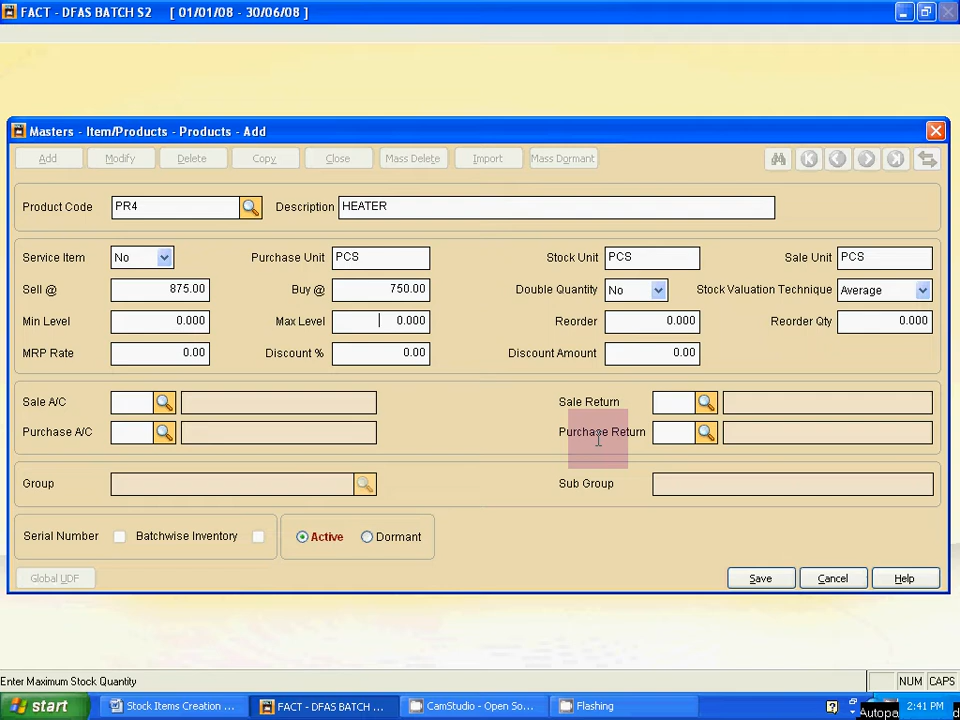 FACT - DFAS BATCH S2 [ 01/01/08 - 30/06/08 ]
Masters - Item/Products - Products - Add
Add Modify Delete Copy Close Mass Delete Import Mass Dormant
Product Code PR4 Description HEATER
Service Item No Purchase Unit PCS Stock Unit PCS Sale Unit PCS
Sell @ 875.00 Buy @ 750.00 Double Quantity No Stock Valuation Technique Average
Min Level 0.000 Max Level 0.000 Reorder 0.000 Reorder Qty 0.000
MRP Rate 0.00 Discount % 0.00 Discount Amount 0.00
Sale A/C Sale Return
Purchase A/C Purchase Return
Group Sub Group
Serial Number Batchwise Inventory Active Dormant
Global UDF Save Cancel Help
Enter Maximum Stock Quantity NUM CAPS
start Stock Items Creation ... FACT - DFAS BATCH ... CamStudio - Open So... Flashing 2:41 PM